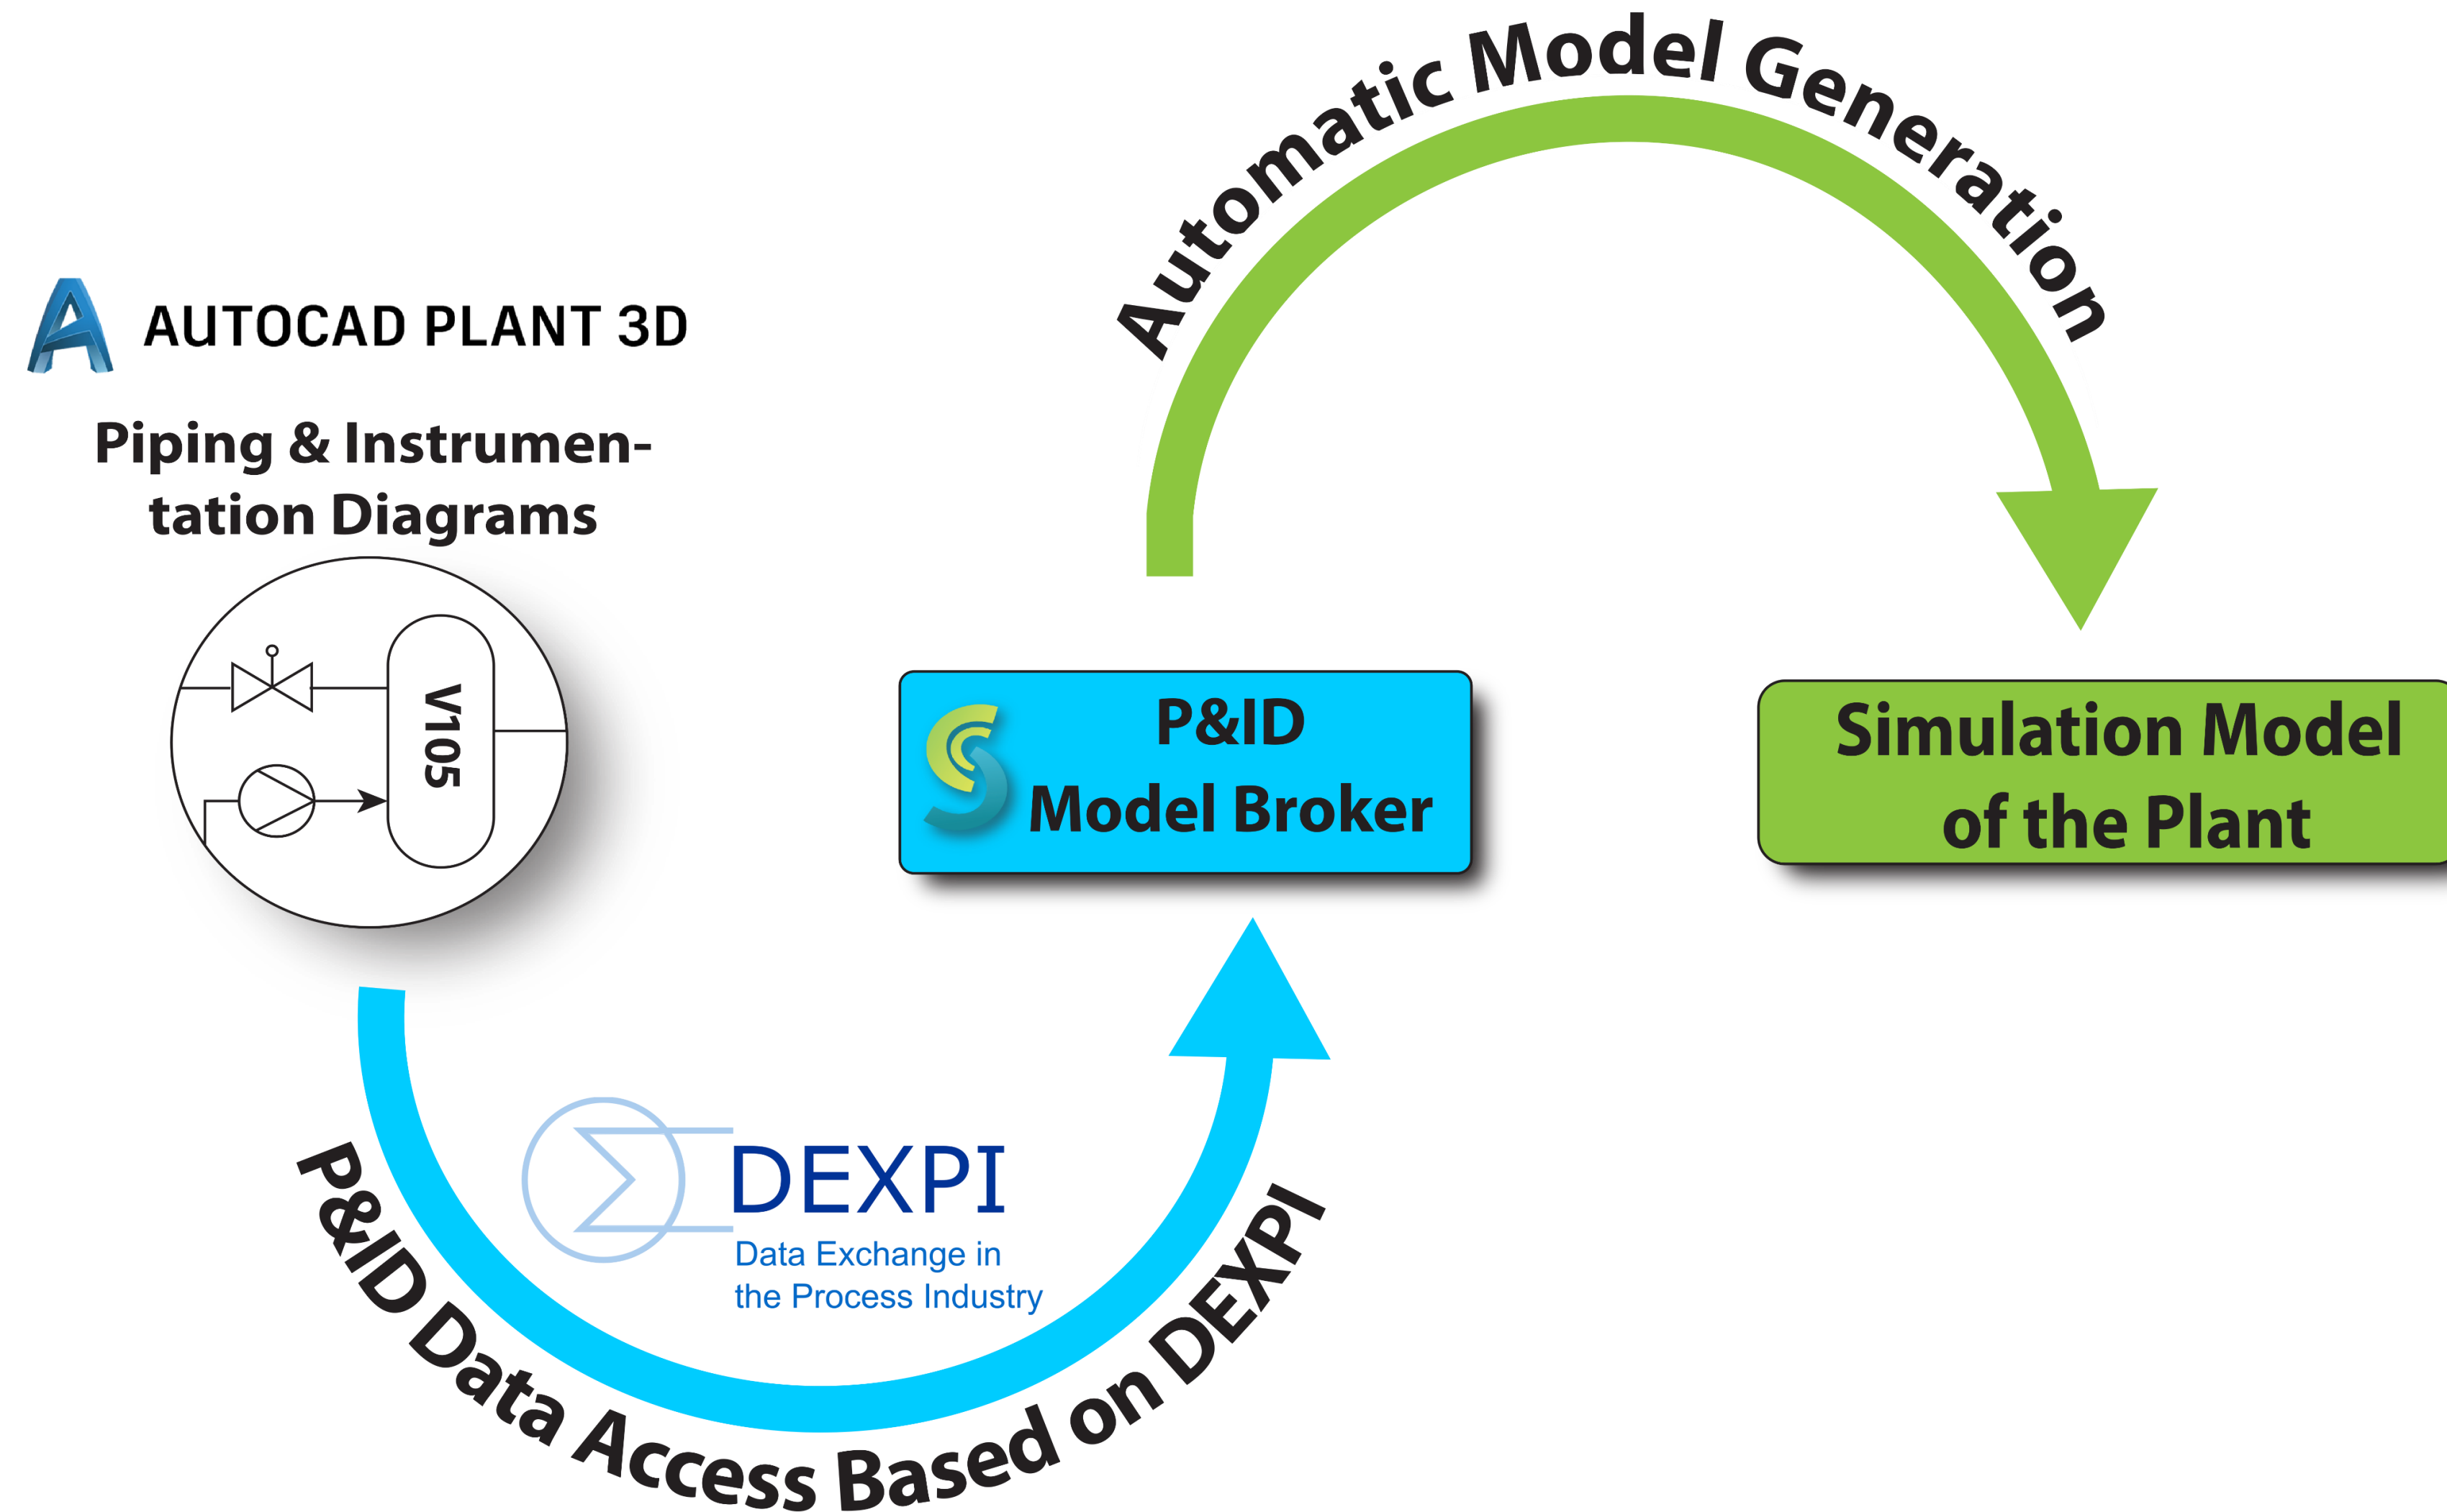 Automatic Model Generation
AUTOCAD PLANT 3D
Piping & Instrumen-
tation Diagrams
V105
P&ID
Model Broker
Simulation Model
of the Plant
DEXPI
Data Exchange in
the Process Industry
P&ID Data Access Based on DEXPI